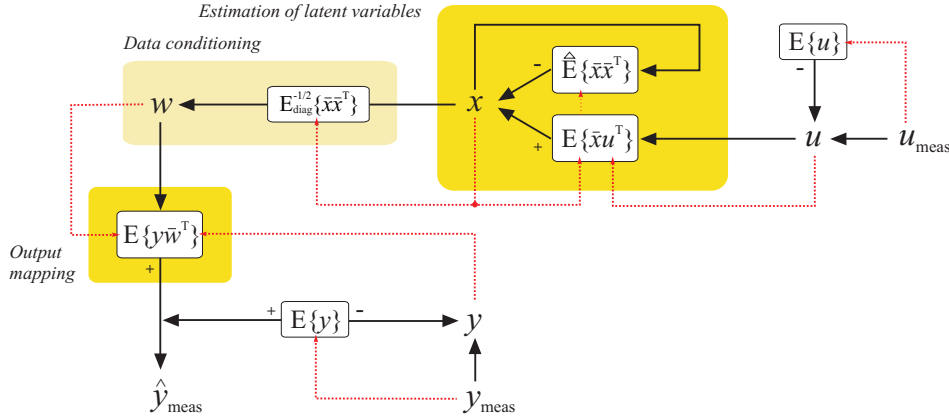 Estimation of latent variables
Data conditioning
E{u}
-
-
Ê{x̄x̄ᵀ}
w
E_diag^-1/2{x̄x̄ᵀ}
x
+
E{x̄uᵀ}
u
u_meas
Output
mapping
E{yw̄ᵀ}
+
+
E{y}
-
y
ŷ_meas
y_meas